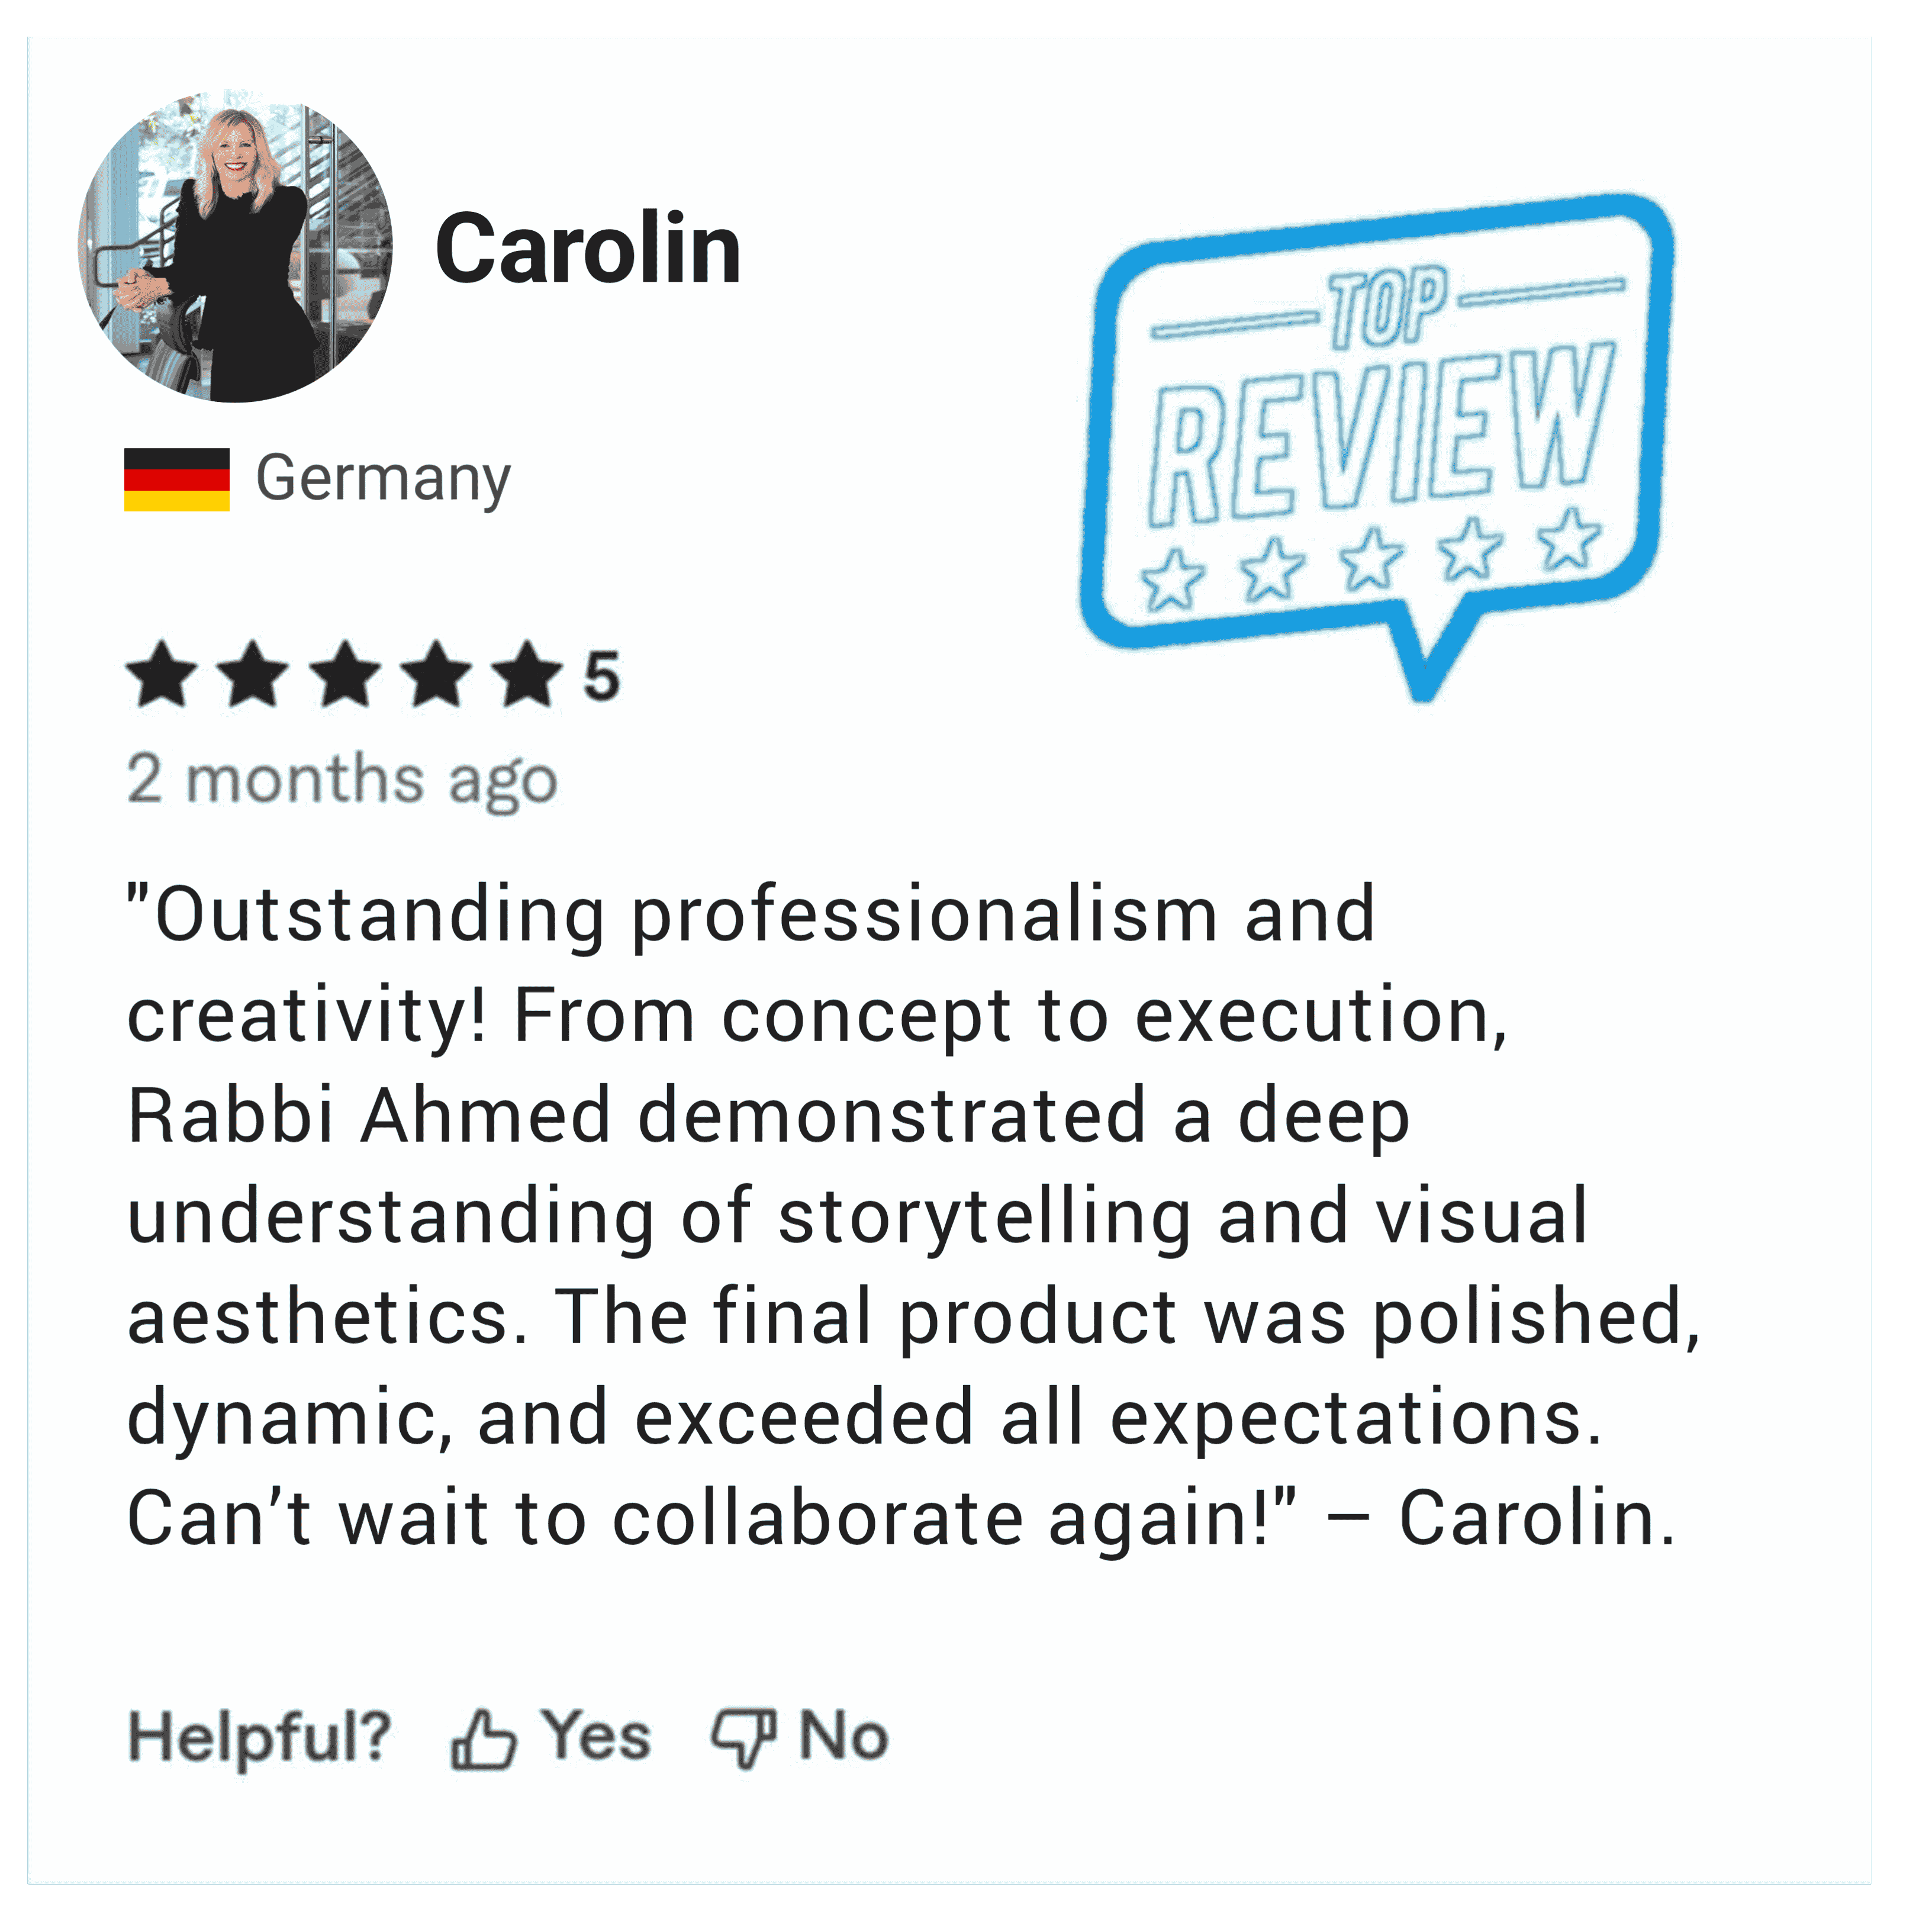 Carolin
Germany
TOP
REVIEW
5
2 months ago
"Outstanding professionalism and
creativity! From concept to execution,
Rabbi Ahmed demonstrated a deep
understanding of storytelling and visual
aesthetics. The final product was polished,
dynamic, and exceeded all expectations.
Can’t wait to collaborate again!" – Carolin.
Helpful? Yes No